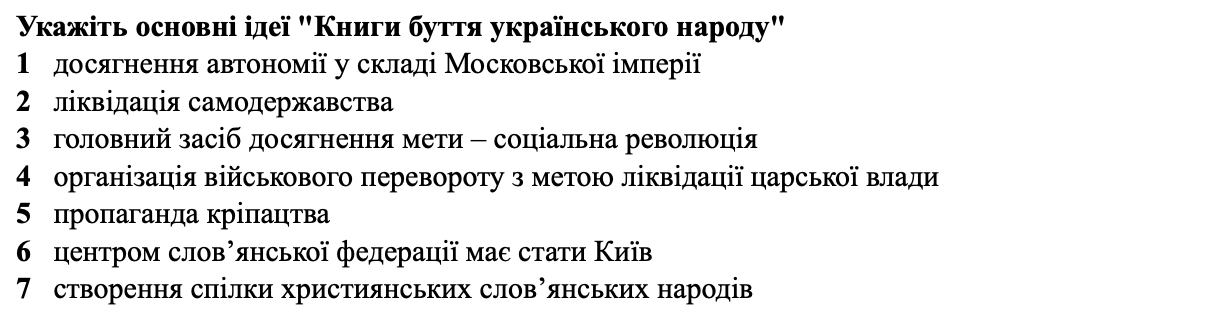 Укажіть основні ідеї "Книги буття українського народу"
1 досягнення автономії у складі Московської імперії
2 ліквідація самодержавства
3 головний засіб досягнення мети – соціальна революція
4 організація військового перевороту з метою ліквідації царської влади
5 пропаганда кріпацтва
6 центром слов’янської федерації має стати Київ
7 створення спілки християнських слов’янських народів